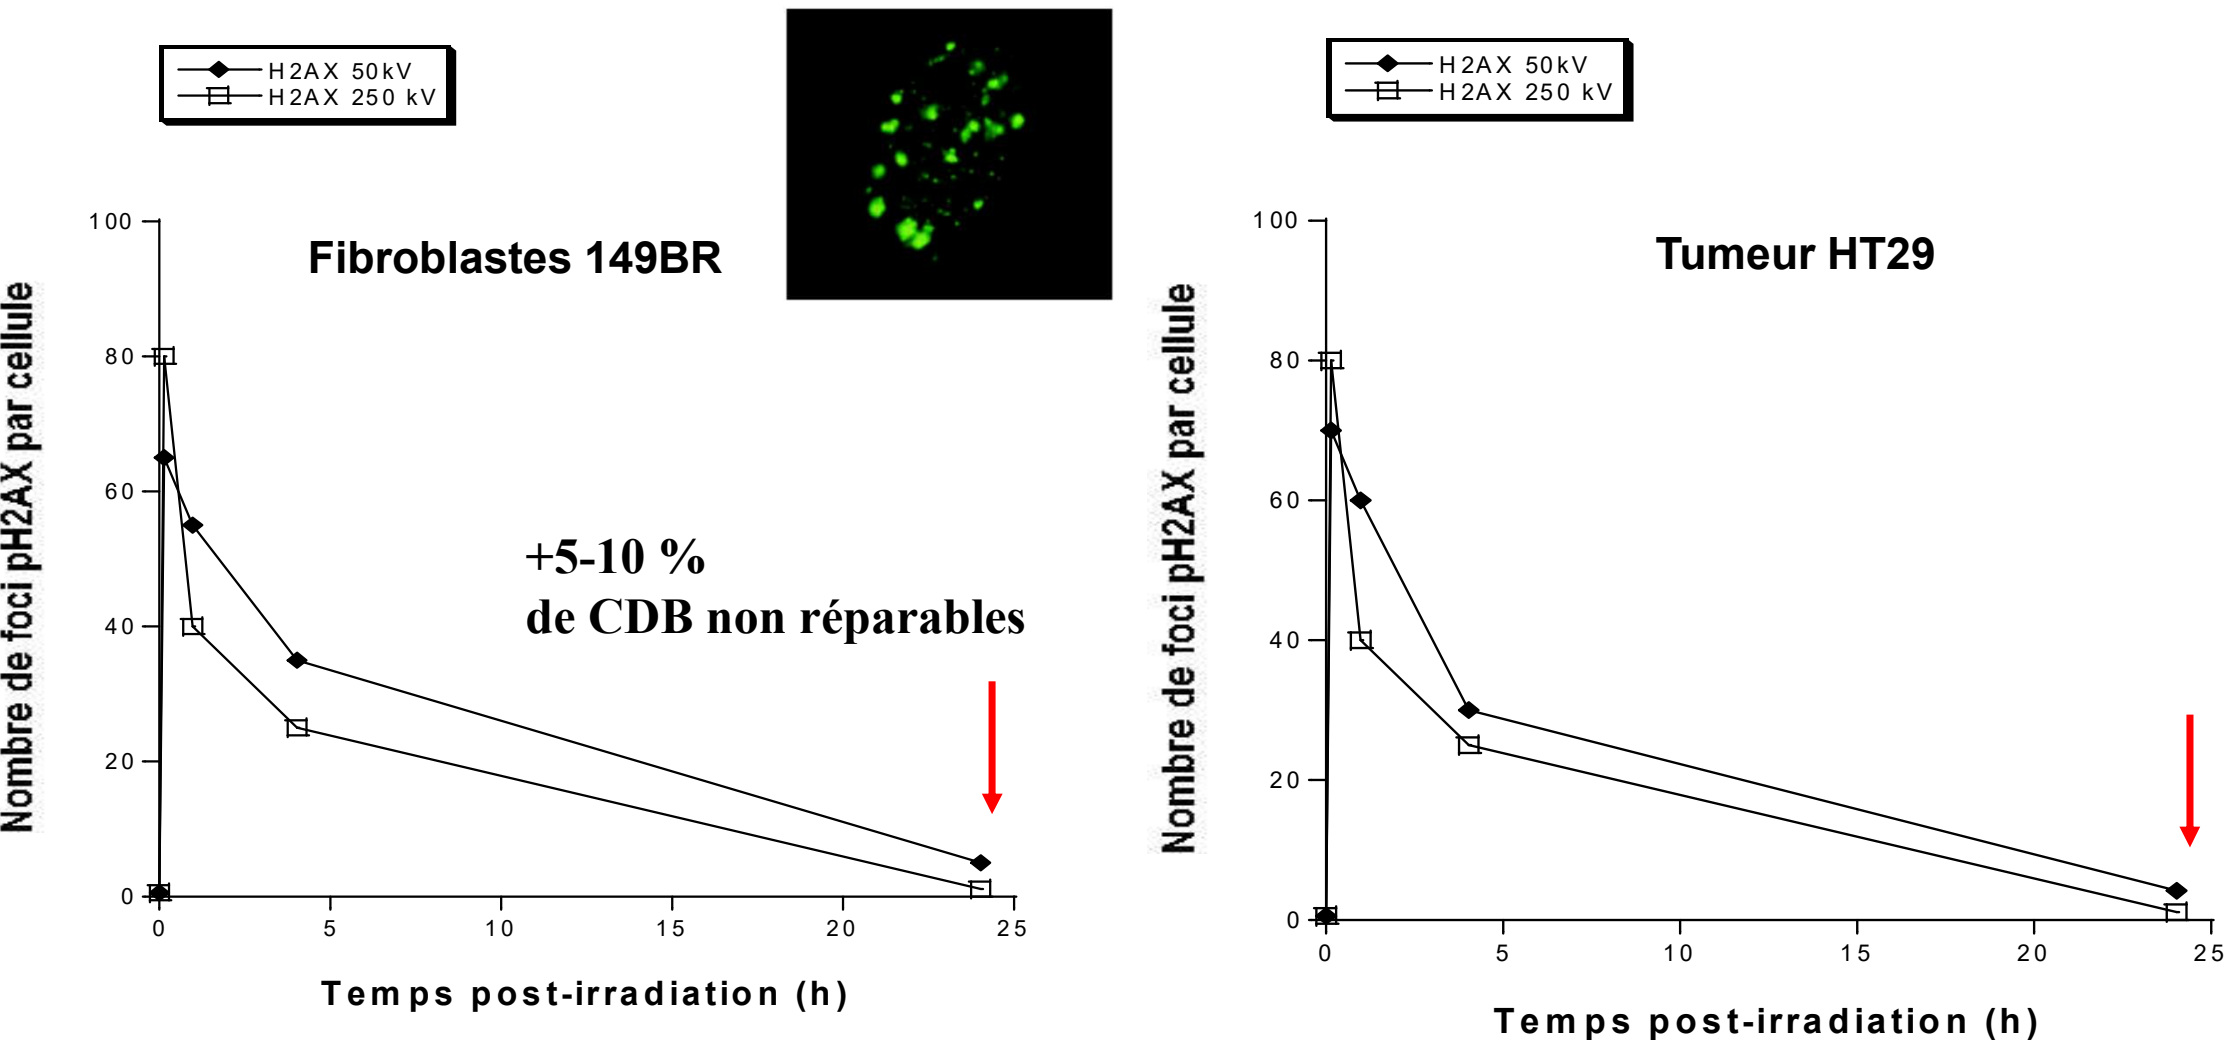 H2AX 50kV
H2AX 250 kV
Fibroblastes 149BR
Nombre de foci pH2AX par cellule
100
80
60
40
20
0
+5-10 %
de CDB non réparables
0 5 10 15 20 25
Temps post-irradiation (h)
H2AX 50kV
H2AX 250 kV
Tumeur HT29
Nombre de foci pH2AX par cellule
100
80
60
40
20
0
0 5 10 15 20 25
Temps post-irradiation (h)